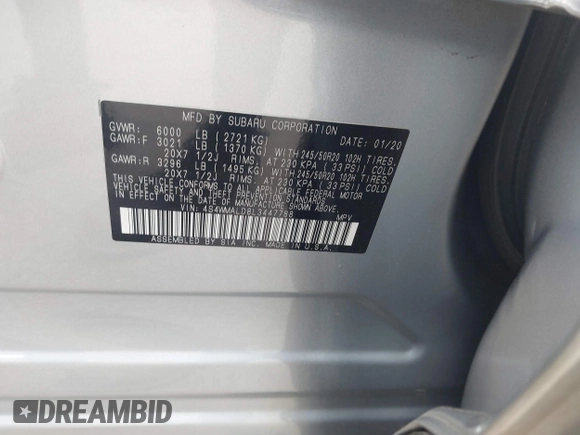 MFD BY SUBARU CORPORATION
GVWR: 6000 LB (2721 KG) DATE: 01/20
GAWR:F 3021 LB (1370 KG) WITH 245/50R20 102H TIRES.
20X7 1/2J RIMS. AT 230 KPA (33 PSI) COLD.
GAWR:R 3296 LB (1495 KG) WITH 245/50R20 102H TIRES.
20X7 1/2J RIMS. AT 230 KPA (33 PSI) COLD.
THIS VEHICLE CONFORMS TO ALL APPLICABLE FEDERAL MOTOR
VEHICLE SAFETY AND THEFT PREVENTION STANDARDS IN EFFECT
ON THE DATE OF MANUFACTURE SHOWN ABOVE.
VIN: 4S4WMALD8L3447788 MPV
ASSEMBLED BY SIA INC. MADE IN U.S.A.
DREAMBID